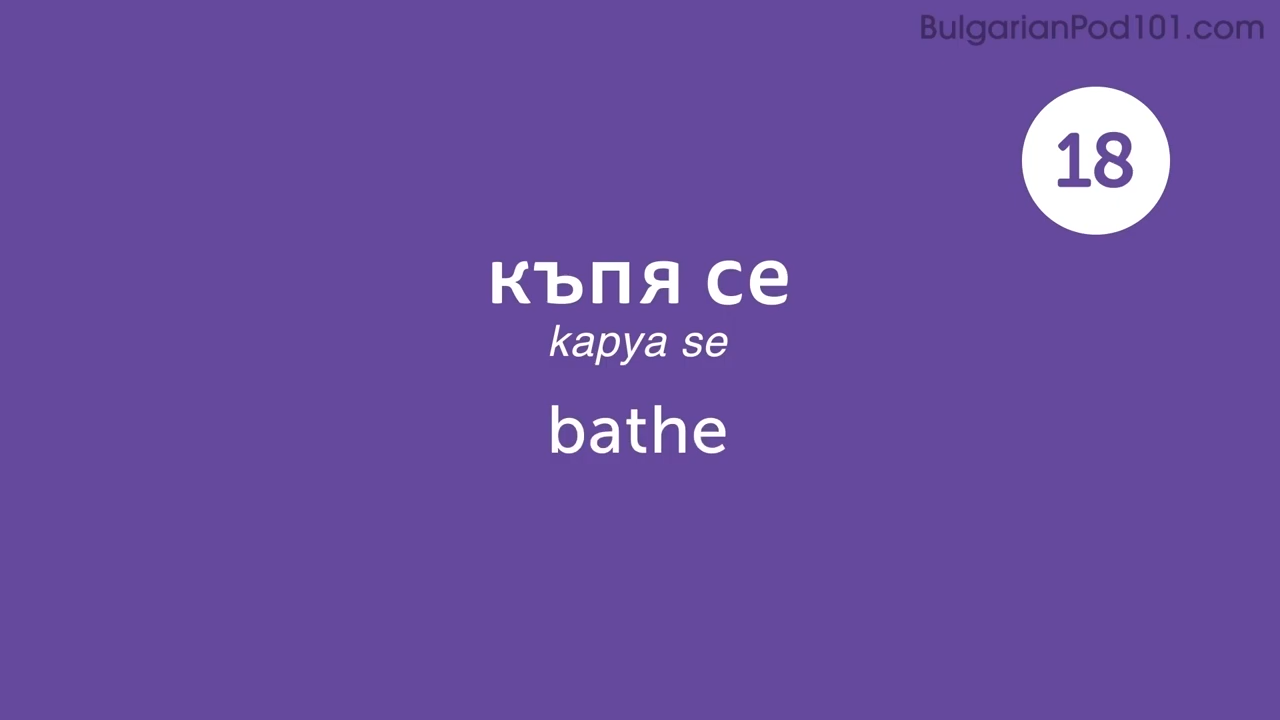 BulgarianPod101.com
18
къпя се
kapya se
bathe